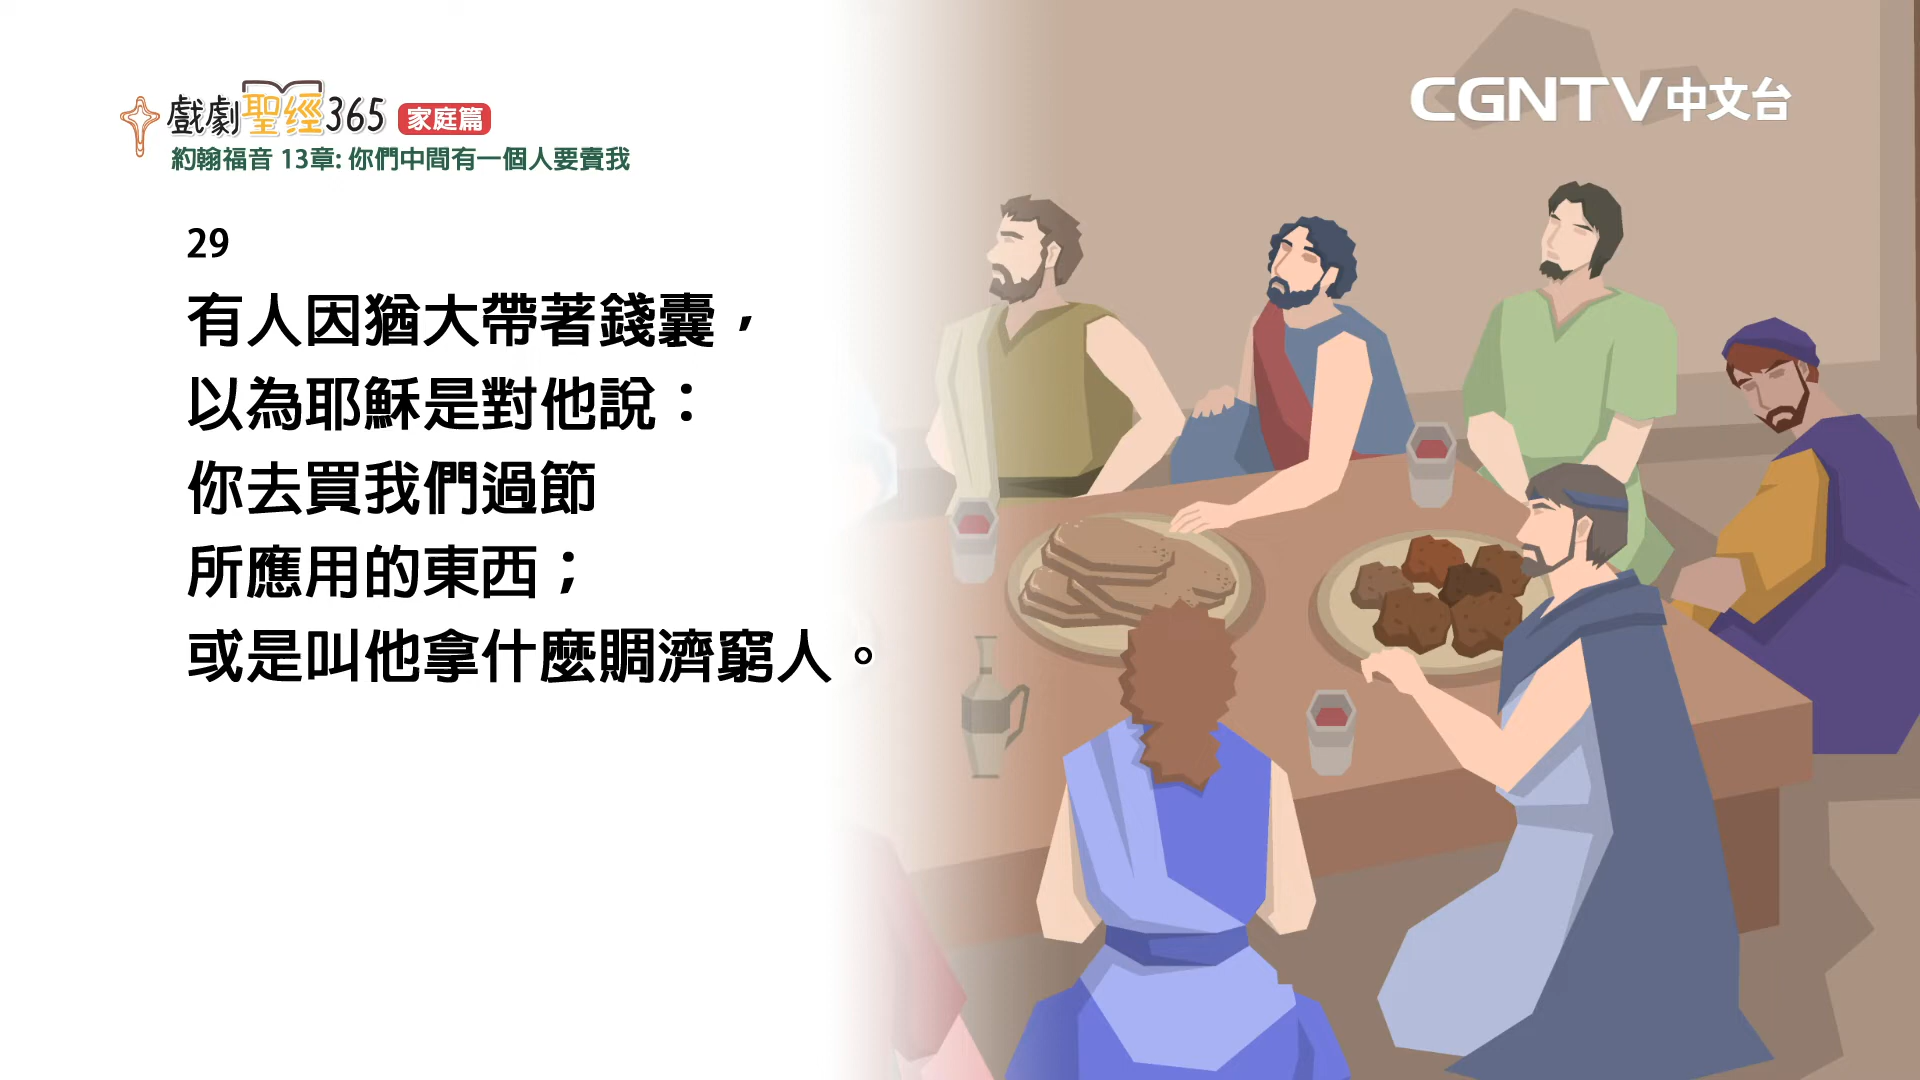 戲劇聖經365 家庭篇
CGNTV中文台
約翰福音 13章: 你們中間有一個人要賣我
29
有人因猶大帶著錢囊，
以為耶穌是對他說：
你去買我們過節
所應用的東西；
或是叫他拿什麼賙濟窮人。